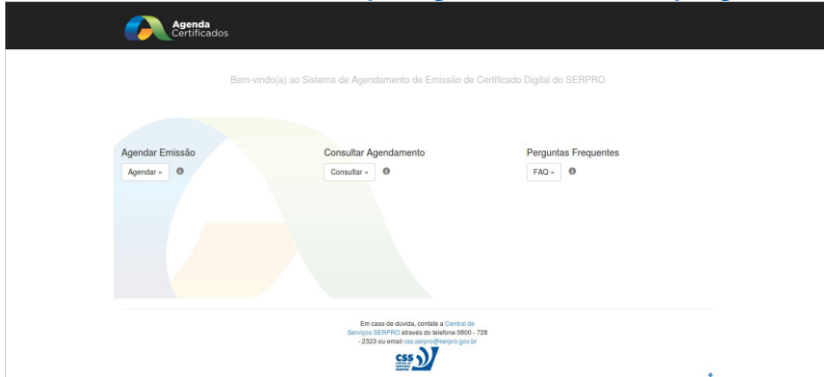 Agenda
Certificados
Bem-vindo(a) ao Sistema de Agendamento de Emissão de Certificado Digital do SERPRO
Agendar Emissão
Consultar Agendamento
Perguntas Frequentes
Agendar »
Consultar »
FAQ »
Em caso de dúvida, contate a Central de
Serviços SERPRO através do telefone 0800 - 728
- 2323 ou email css.serpro@serpro.gov.br
CSS